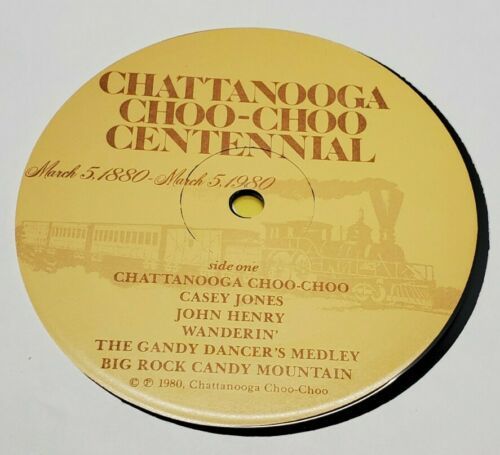 CHATTANOOGA
CHOO-CHOO
CENTENNIAL
March 5, 1880 - March 5, 1980
side one
CHATTANOOGA CHOO-CHOO
CASEY JONES
JOHN HENRY
WANDERIN'
THE GANDY DANCER'S MEDLEY
BIG ROCK CANDY MOUNTAIN
© ℗ 1980, Chattanooga Choo-Choo